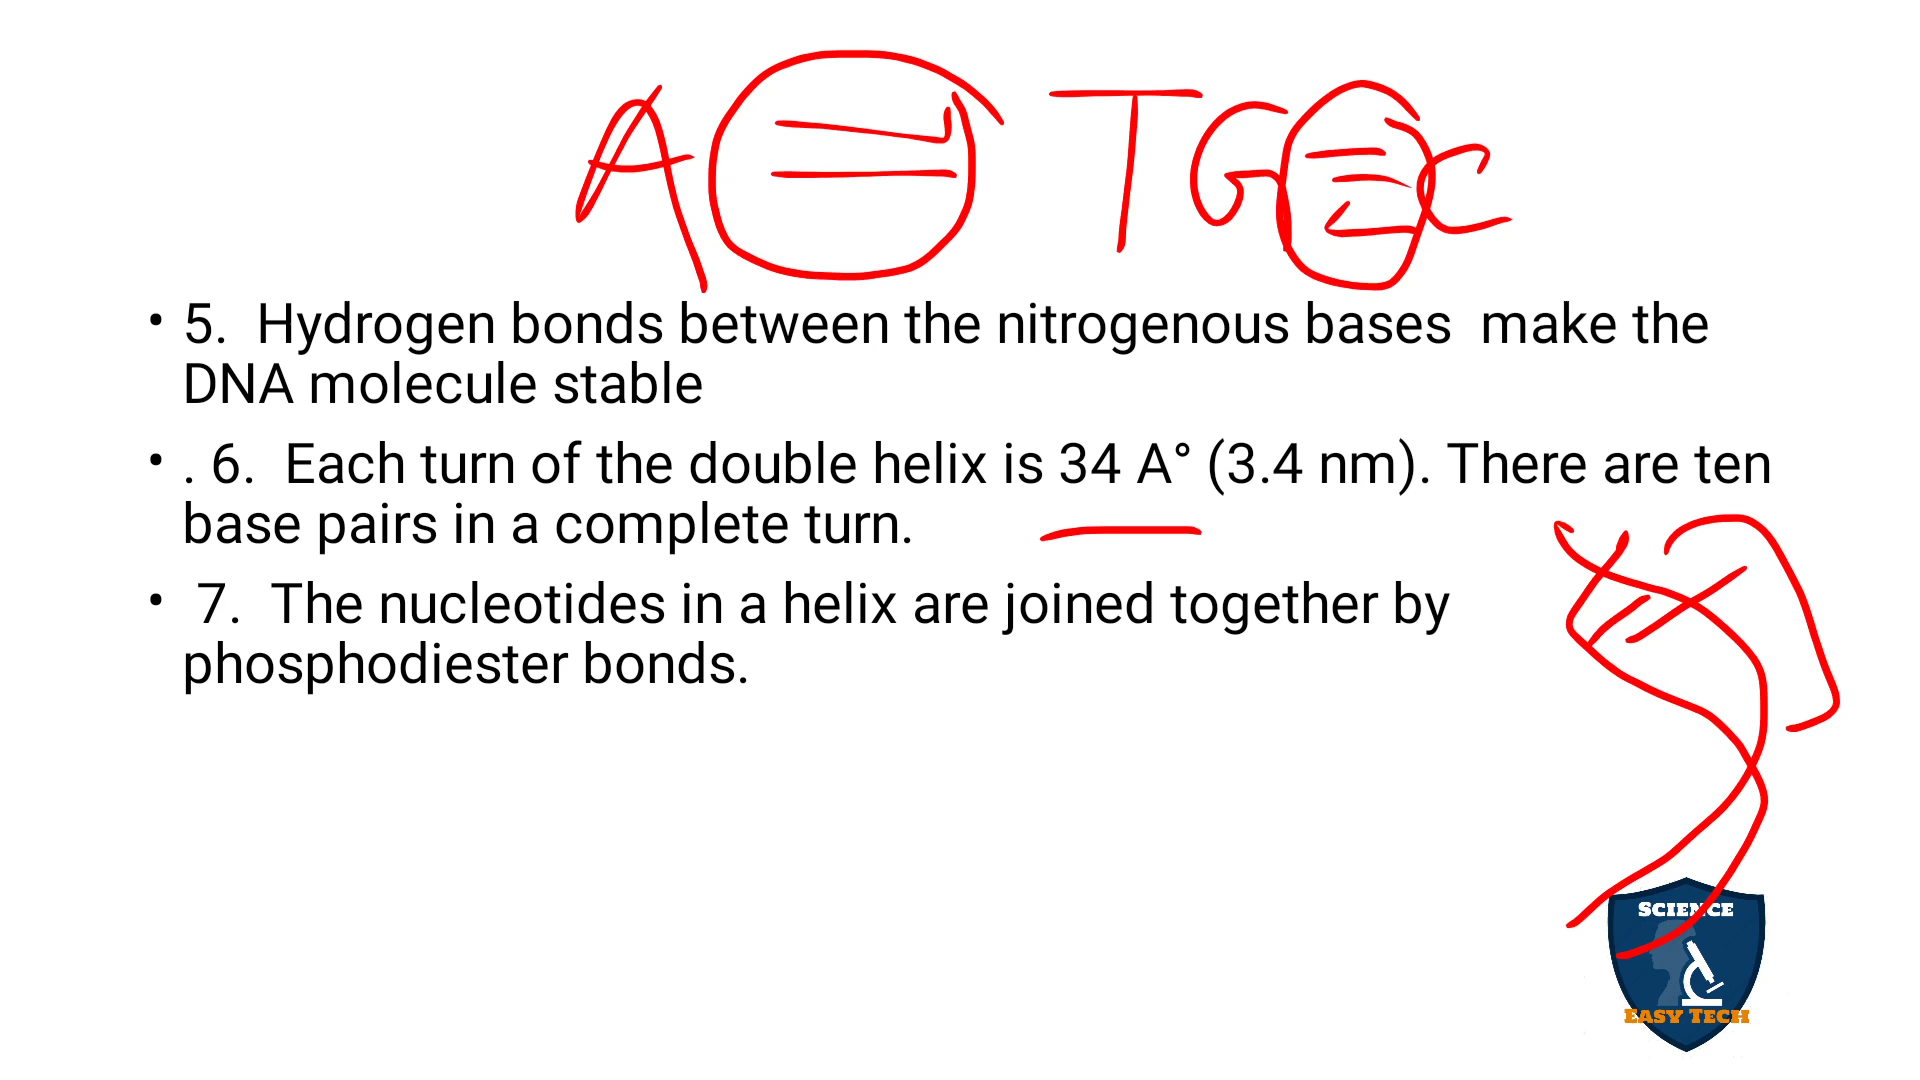 A = T G ≡ C
• 5.  Hydrogen bonds between the nitrogenous bases  make the
DNA molecule stable
• . 6.  Each turn of the double helix is 34 A° (3.4 nm). There are ten
base pairs in a complete turn.
•  7.  The nucleotides in a helix are joined together by
phosphodiester bonds.
SCIENCE
EASY TECH